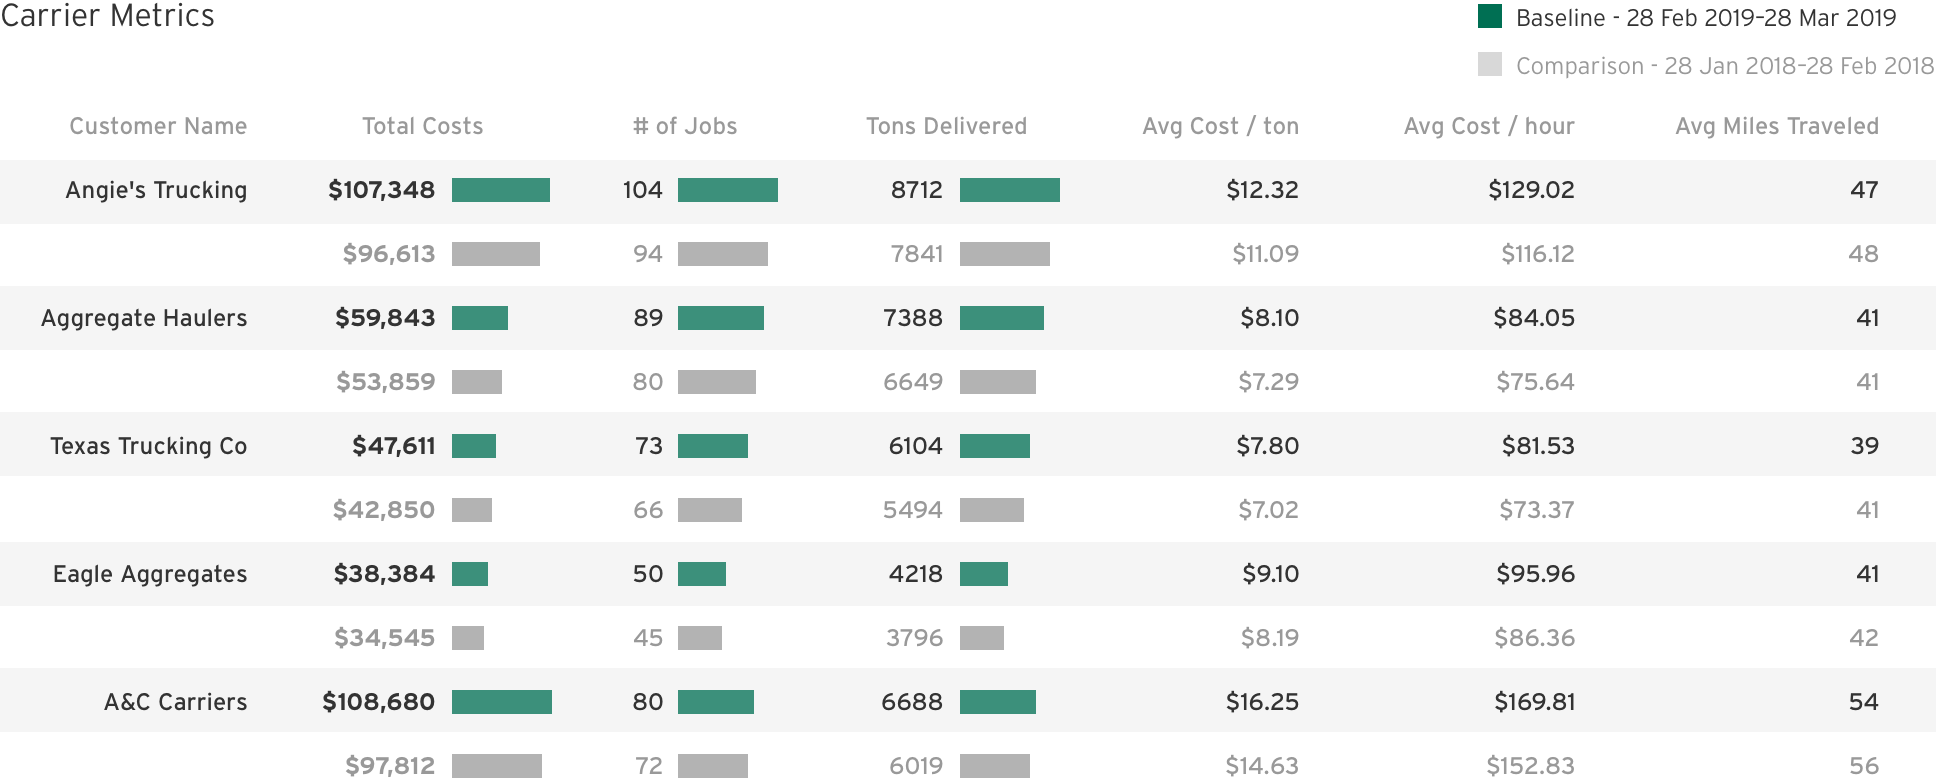 Carrier Metrics
Baseline - 28 Feb 2019–28 Mar 2019
Comparison - 28 Jan 2018–28 Feb 2018
Customer Name Total Costs # of Jobs Tons Delivered Avg Cost / ton Avg Cost / hour Avg Miles Traveled
Angie's Trucking $107,348 104 8712 $12.32 $129.02 47
$96,613 94 7841 $11.09 $116.12 48
Aggregate Haulers $59,843 89 7388 $8.10 $84.05 41
$53,859 80 6649 $7.29 $75.64 41
Texas Trucking Co $47,611 73 6104 $7.80 $81.53 39
$42,850 66 5494 $7.02 $73.37 41
Eagle Aggregates $38,384 50 4218 $9.10 $95.96 41
$34,545 45 3796 $8.19 $86.36 42
A&C Carriers $108,680 80 6688 $16.25 $169.81 54
$97,812 72 6019 $14.63 $152.83 56